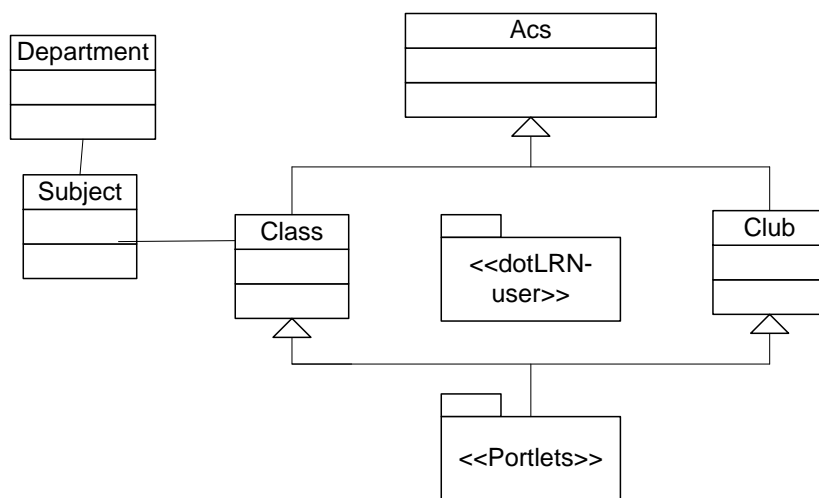 Department
Acs
Subject
Class
<<dotLRN-
user>>
Club
<<Portlets>>